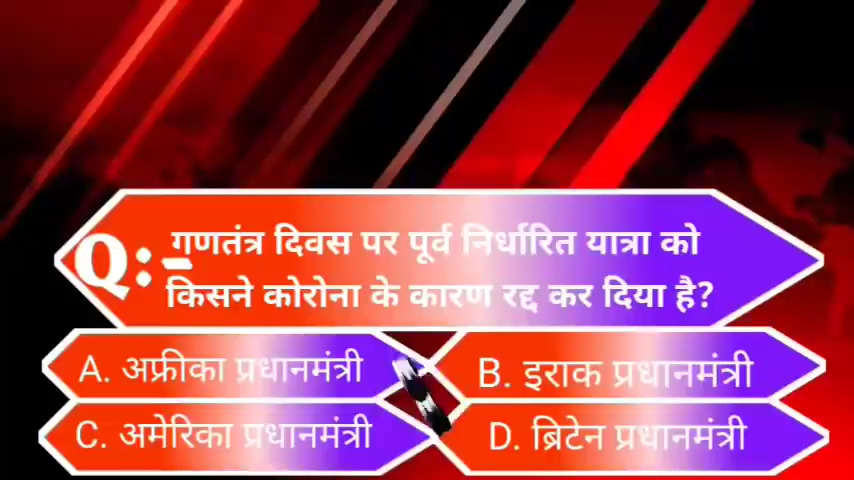 Q:-गणतंत्र दिवस पर पूर्व निर्धारित यात्रा को
किसने कोरोना के कारण रद्द कर दिया है?
A. अफ्रीका प्रधानमंत्री
B. इराक प्रधानमंत्री
C. अमेरिका प्रधानमंत्री
D. ब्रिटेन प्रधानमंत्री